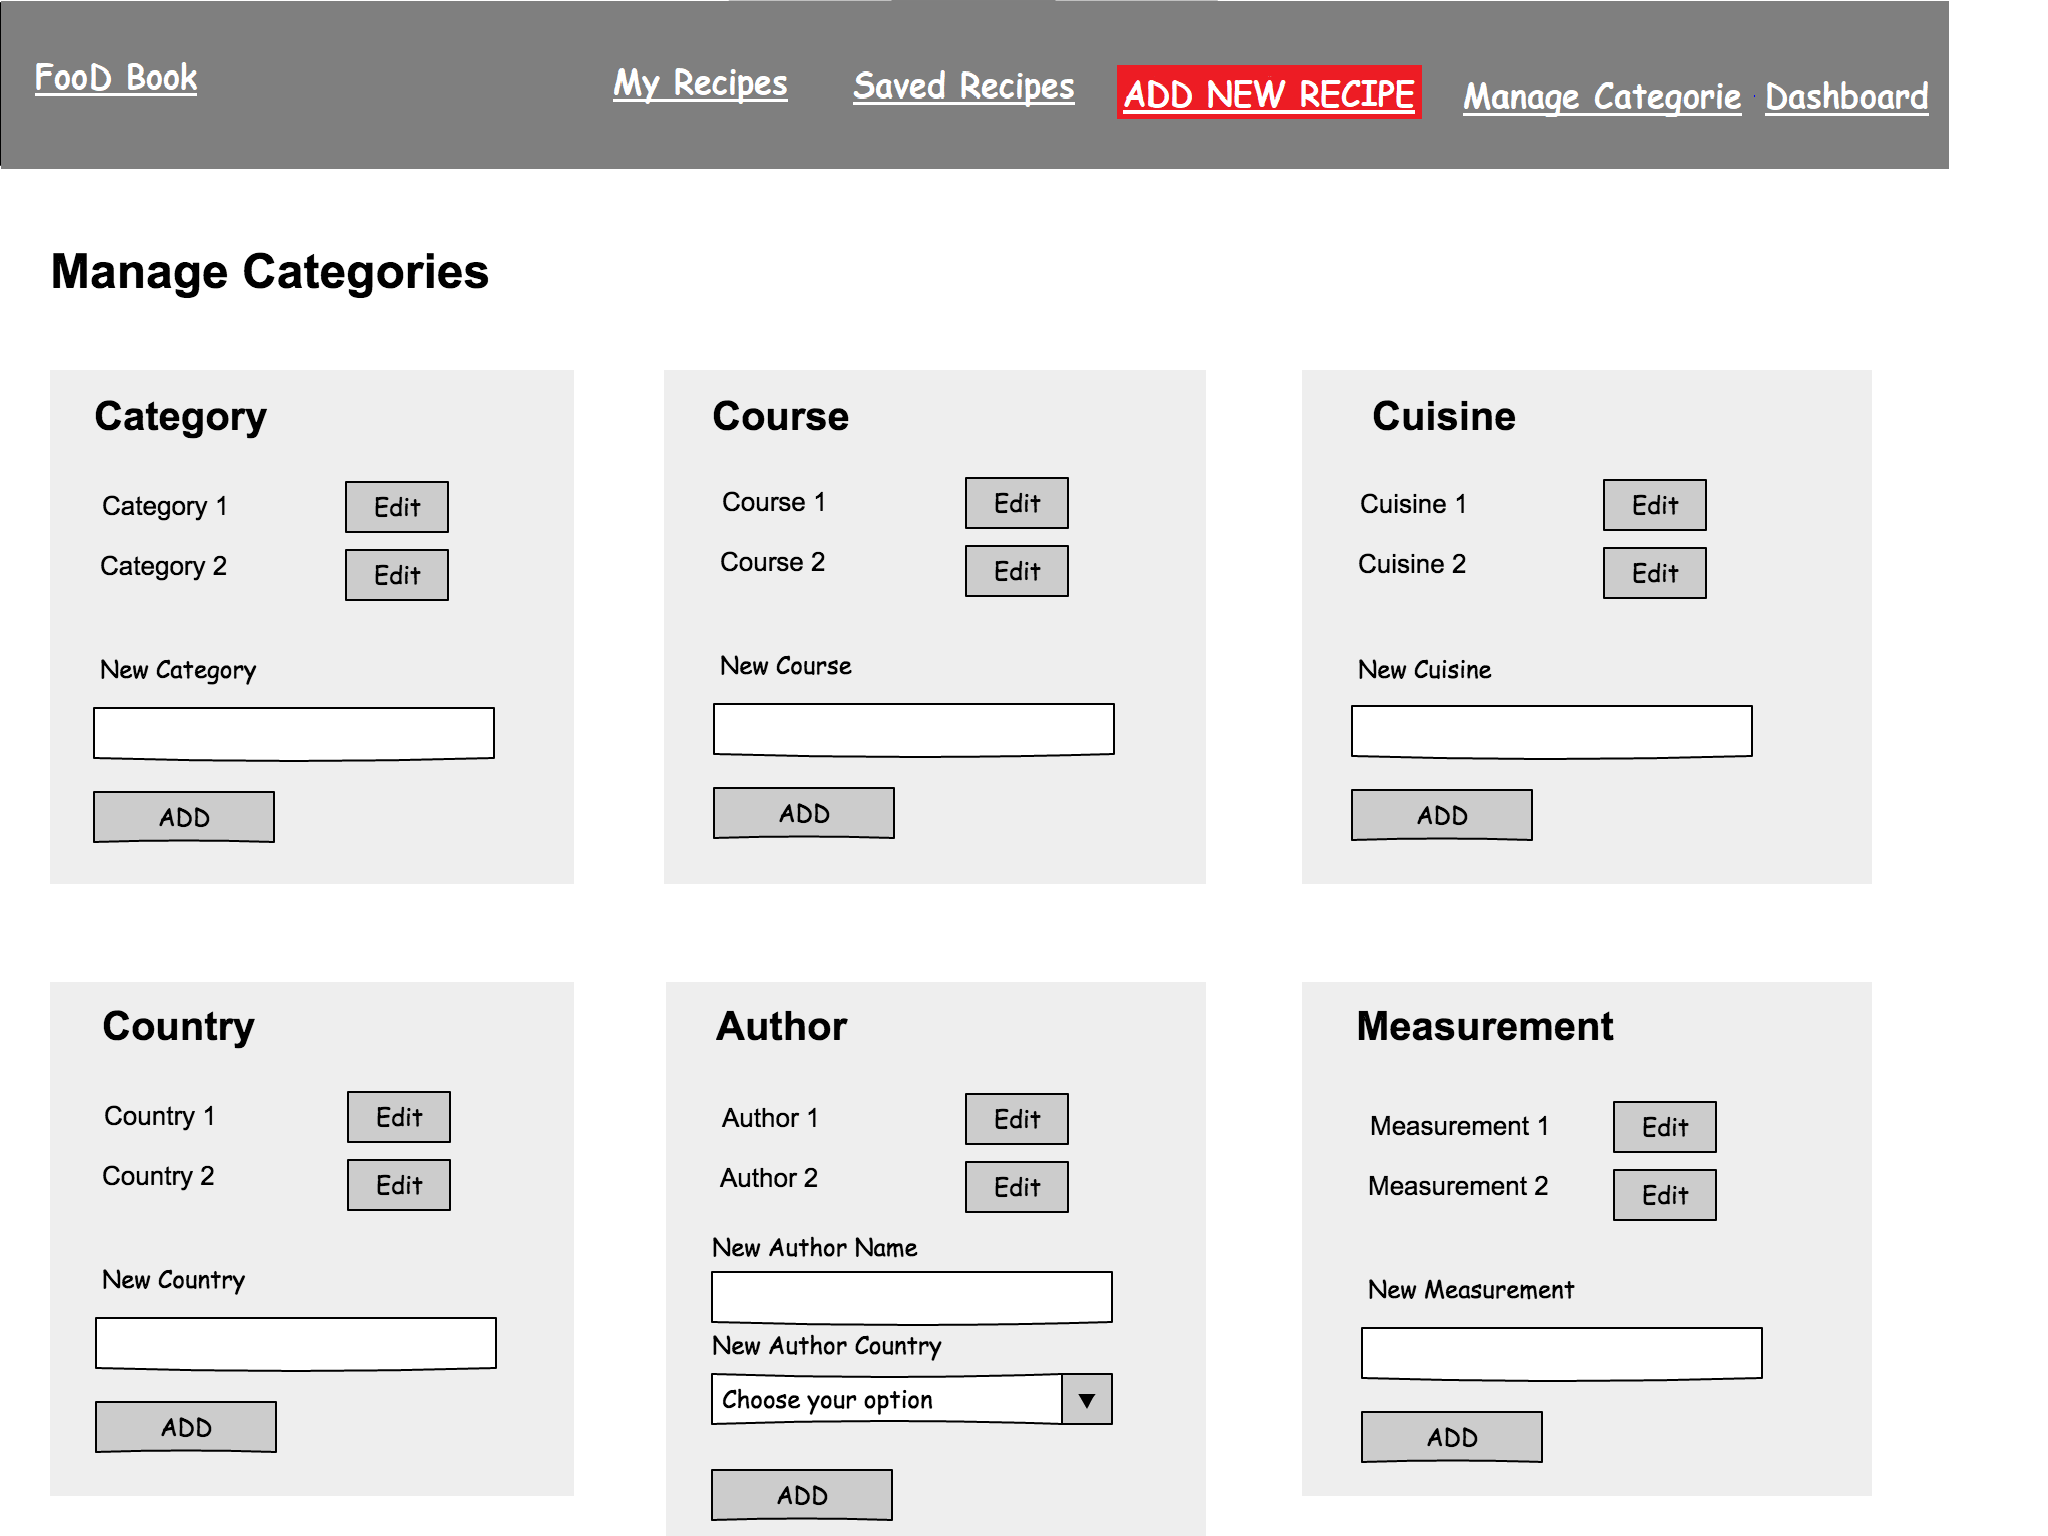 FooD Book
My Recipes
Saved Recipes
ADD NEW RECIPE
Manage Categorie
Dashboard
Manage Categories
Category
Category 1
Edit
Category 2
Edit
New Category
ADD
Course
Course 1
Edit
Course 2
Edit
New Course
ADD
Cuisine
Cuisine 1
Edit
Cuisine 2
Edit
New Cuisine
ADD
Country
Country 1
Edit
Country 2
Edit
New Country
ADD
Author
Author 1
Edit
Author 2
Edit
New Author Name
New Author Country
Choose your option
ADD
Measurement
Measurement 1
Edit
Measurement 2
Edit
New Measurement
ADD